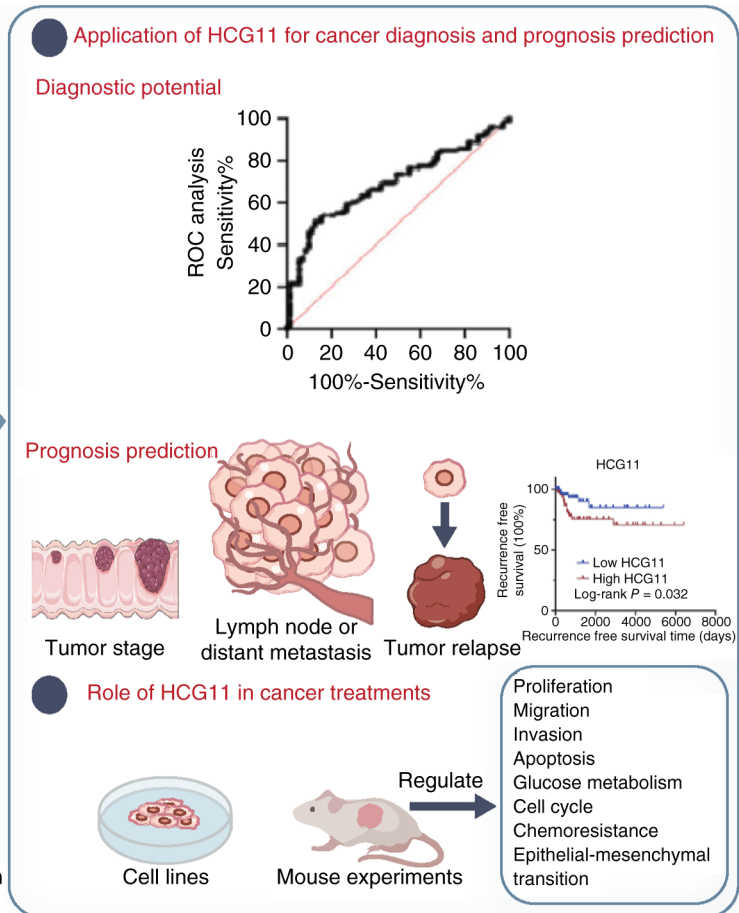 Application of HCG11 for cancer diagnosis and prognosis prediction
Diagnostic potential
ROC analysis
Sensitivity%
100
80
60
40
20
0
0 20 40 60 80 100
100%-Sensitivity%
Prognosis prediction
Tumor stage
Lymph node or
distant metastasis
Tumor relapse
HCG11
Recurrence free
survival (100%)
100
50
0
Low HCG11
High HCG11
Log-rank P = 0.032
0 2000 4000 6000 8000
Recurrence free survival time (days)
Role of HCG11 in cancer treatments
Cell lines
Mouse experiments
Regulate
Proliferation
Migration
Invasion
Apoptosis
Glucose metabolism
Cell cycle
Chemoresistance
Epithelial-mesenchymal
transition